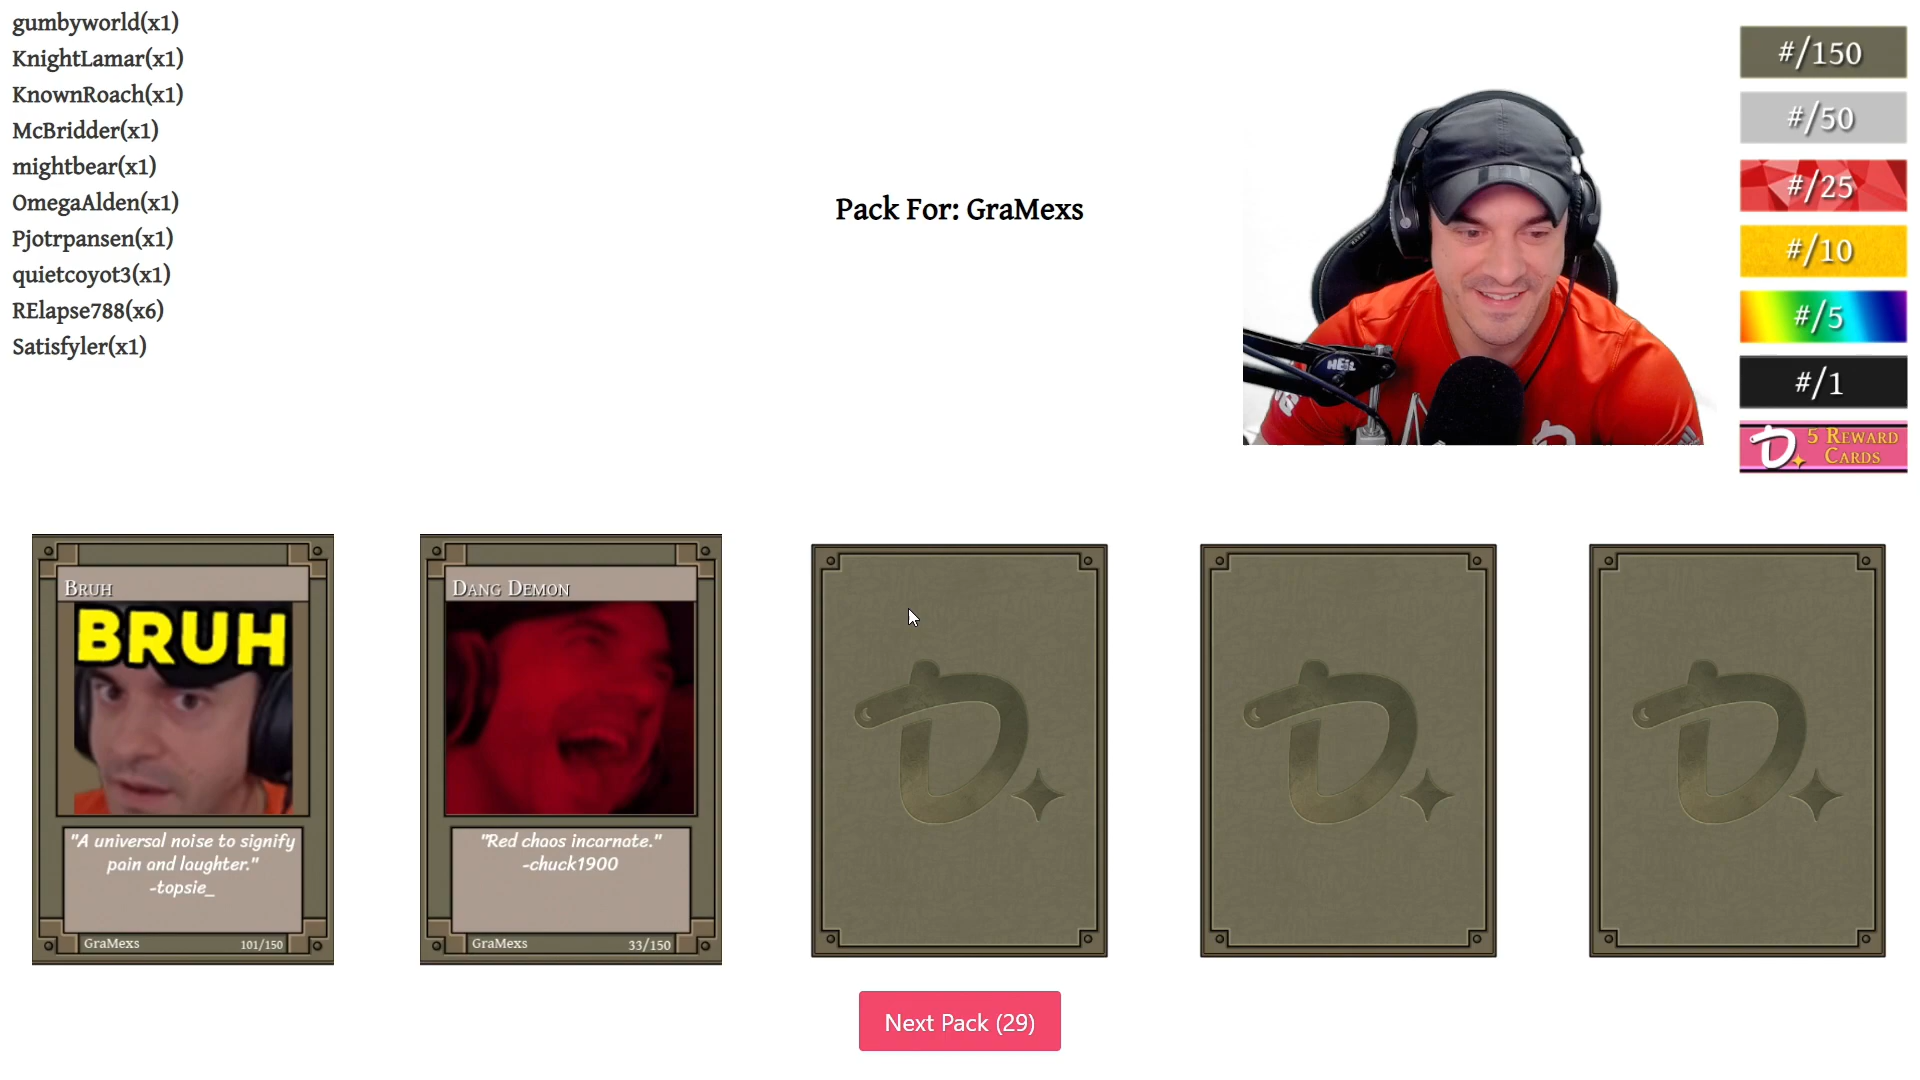 gumbyworld(x1)
KnightLamar(x1)
KnownRoach(x1)
McBridder(x1)
mightbear(x1)
OmegaAlden(x1)
Pjotrpansen(x1)
quietcoyot3(x1)
RElapse788(x6)
Satisfyler(x1)
Pack For: GraMexs
HEiL
#/150
#/50
#/25
#/10
#/5
#/1
D 5 REWARD
CARDS
BRUH
BRUH
"A universal noise to signify
pain and laughter."
-topsie_
GraMexs 101/150
DANG DEMON
"Red chaos incarnate."
-chuck1900
GraMexs 33/150
D
D
D
Next Pack (29)